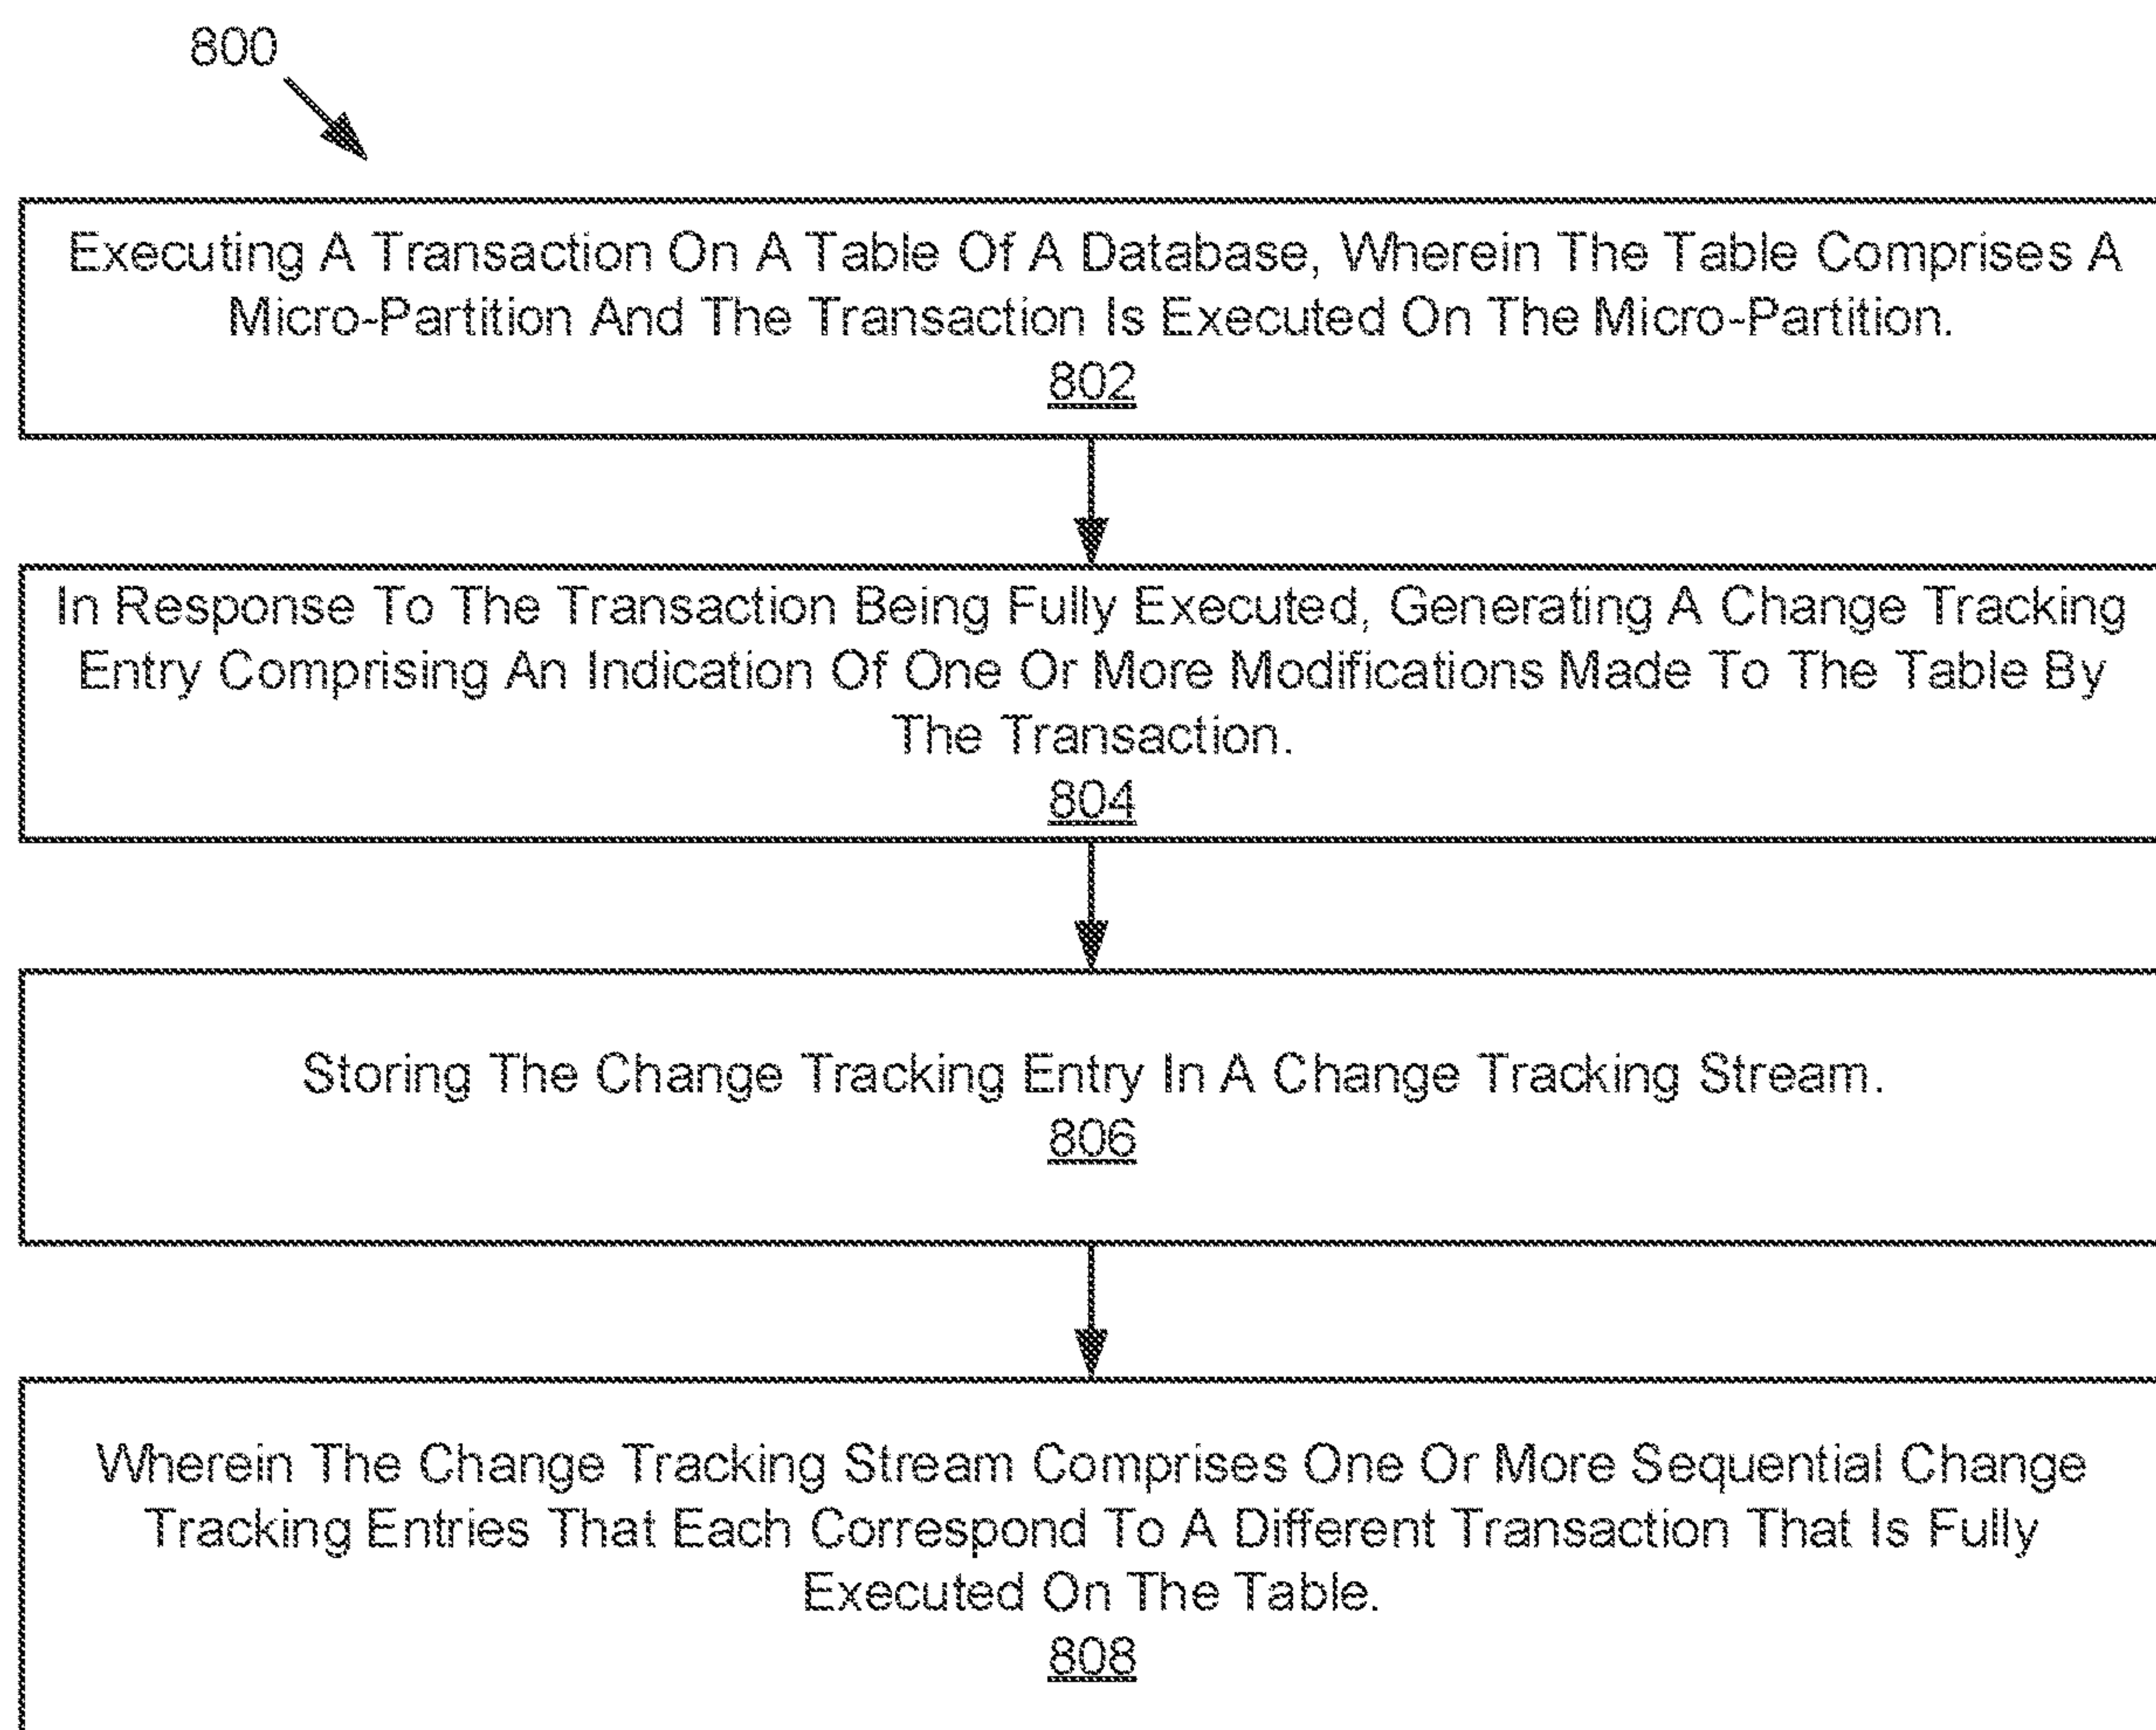 800
Executing A Transaction On A Table Of A Database, Wherein The Table Comprises A
Micro-Partition And The Transaction Is Executed On The Micro-Partition.
802
In Response To The Transaction Being Fully Executed, Generating A Change Tracking
Entry Comprising An Indication Of One Or More Modifications Made To The Table By
The Transaction.
804
Storing The Change Tracking Entry In A Change Tracking Stream.
806
Wherein The Change Tracking Stream Comprises One Or More Sequential Change
Tracking Entries That Each Correspond To A Different Transaction That Is Fully
Executed On The Table.
808